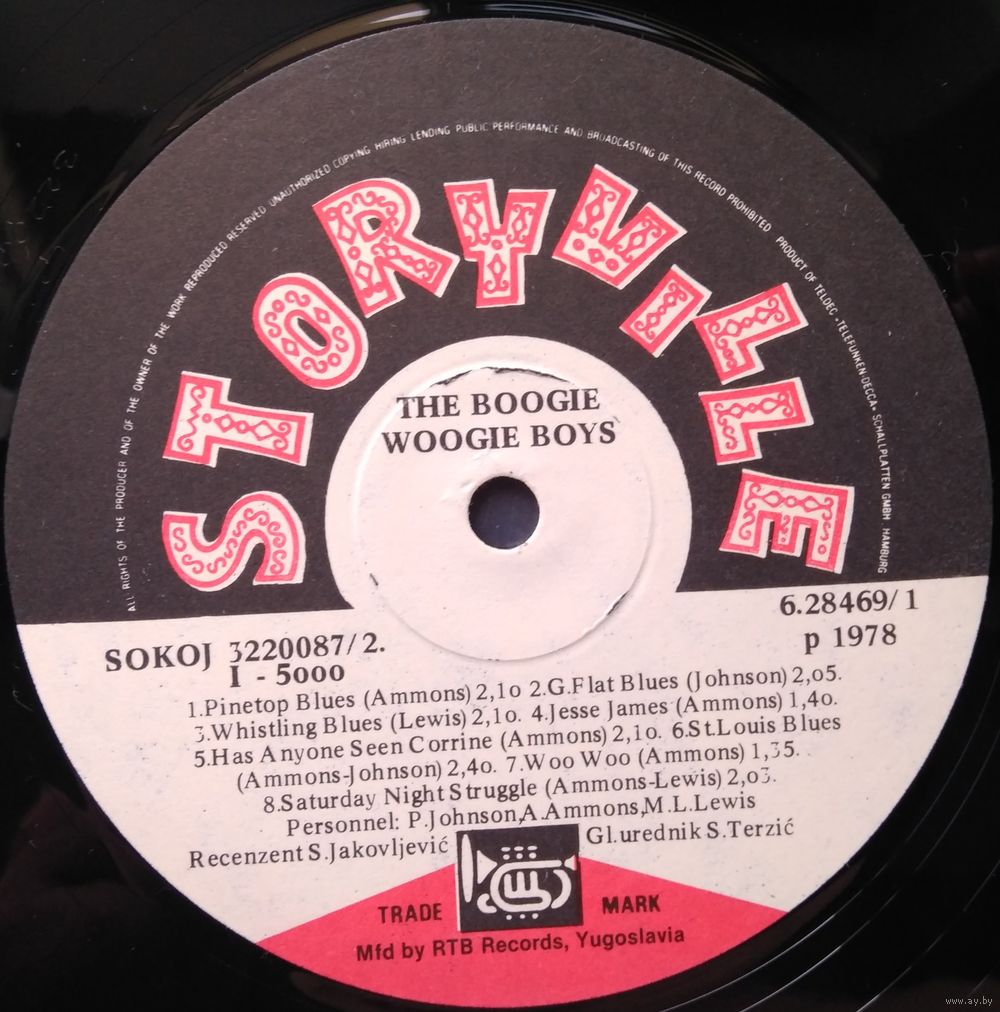 ALL RIGHTS OF THE PRODUCER AND OF THE OWNER OF THE WORK REPRODUCED RESERVED UNAUTHORIZED COPYING HIRING LENDING PUBLIC PERFORMANCE AND BROADCASTING OF THIS RECORD PROHIBITED PRODUCT OF TELDEC »TELEFUNKEN-DECCA« SCHALLPLATTEN GMBH HAMBURG
STORYVILLE
THE BOOGIE
WOOGIE BOYS
6.28469/1
SOKOJ 3220087/2.
p 1978
I - 5000
1.Pinetop Blues (Ammons) 2,1o 2.G.Flat Blues (Johnson) 2,o5.
3.Whistling Blues (Lewis) 2,1o. 4.Jesse James (Ammons) 1,4o.
5.Has Anyone Seen Corrine (Ammons) 2,1o. 6.St.Louis Blues
(Ammons-Johnson) 2,4o. 7.Woo Woo (Ammons) 1,35.
8.Saturday Night Struggle (Ammons-Lewis) 2,o3.
Personnel: P.Johnson,A.Ammons,M.L.Lewis
Recenzent S.Jakovljević Gl.urednik S.Terzić
TRADE MARK
Mfd by RTB Records, Yugoslavia
www.ay.by